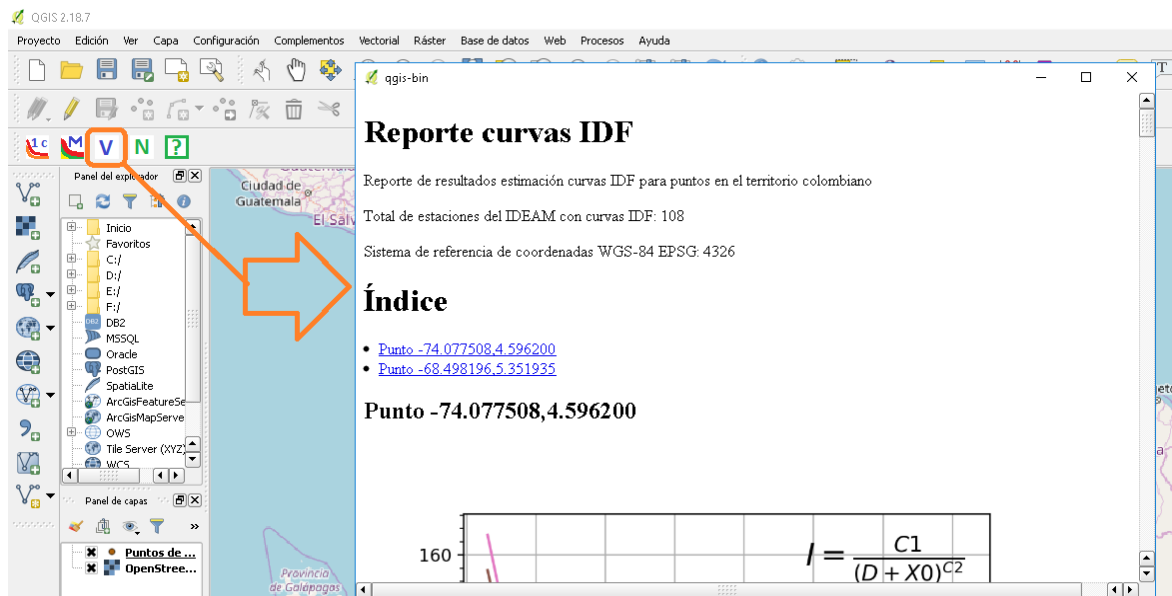 QGIS 2.18.7
Proyecto Edición Ver Capa Configuración Complementos Vectorial Ráster Base de datos Web Procesos Ayuda
qgis-bin
1c M V N ?
Panel del explorador
Inicio
Favoritos
C:/
D:/
E:/
F:/
DB2
MSSQL
Oracle
PostGIS
SpatiaLite
ArcGisFeatureSe
ArcGisMapServe
OWS
Tile Server (XYZ)
WCS
Panel de capas
Puntos de ...
OpenStree...
Ciudad de
Guatemala
El Salv
Provincia
de Galápagos
Reporte curvas IDF
Reporte de resultados estimación curvas IDF para puntos en el territorio colombiano
Total de estaciones del IDEAM con curvas IDF: 108
Sistema de referencia de coordenadas WGS-84 EPSG: 4326
Índice
Punto -74.077508,4.596200
Punto -68.498196,5.351935
Punto -74.077508,4.596200
160
I = C1
(D + X0)^C2